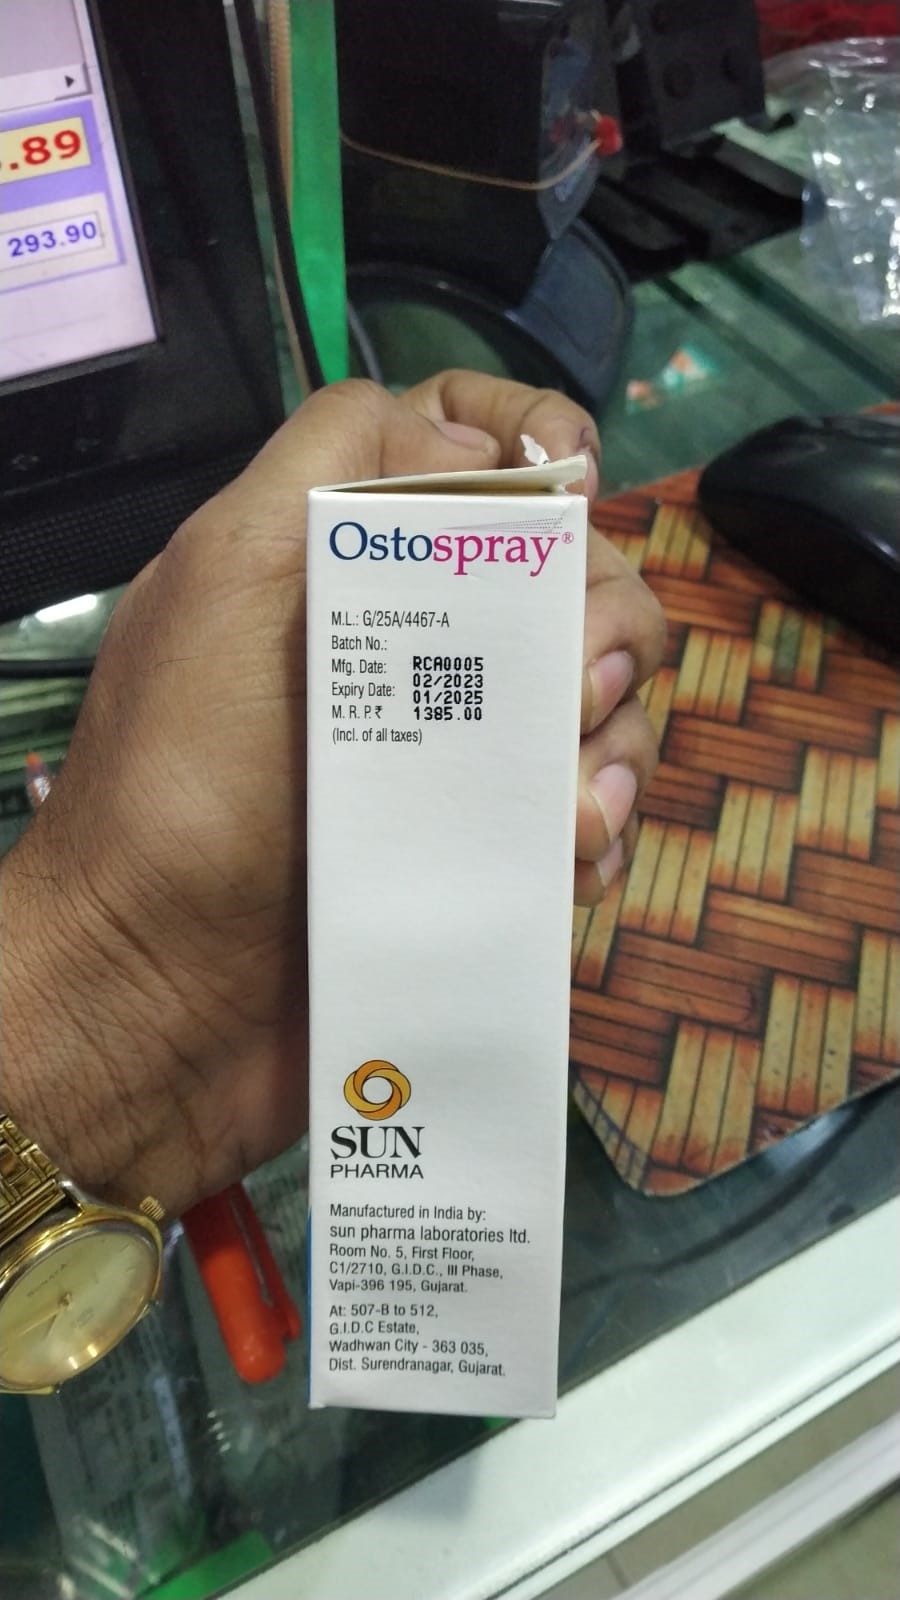 .89
293.90
Ostospray®
M.L.: G/25A/4467-A
Batch No.: RCA0005
Mfg. Date: 02/2023
Expiry Date: 01/2025
M. R. P. ₹ 1385.00
(Incl. of all taxes)
SUN
PHARMA
Manufactured in India by:
sun pharma laboratories ltd.
Room No. 5, First Floor,
C1/2710, G.I.D.C., III Phase,
Vapi-396 195, Gujarat.
At: 507-B to 512,
G.I.D.C Estate,
Wadhwan City - 363 035,
Dist. Surendranagar, Gujarat.